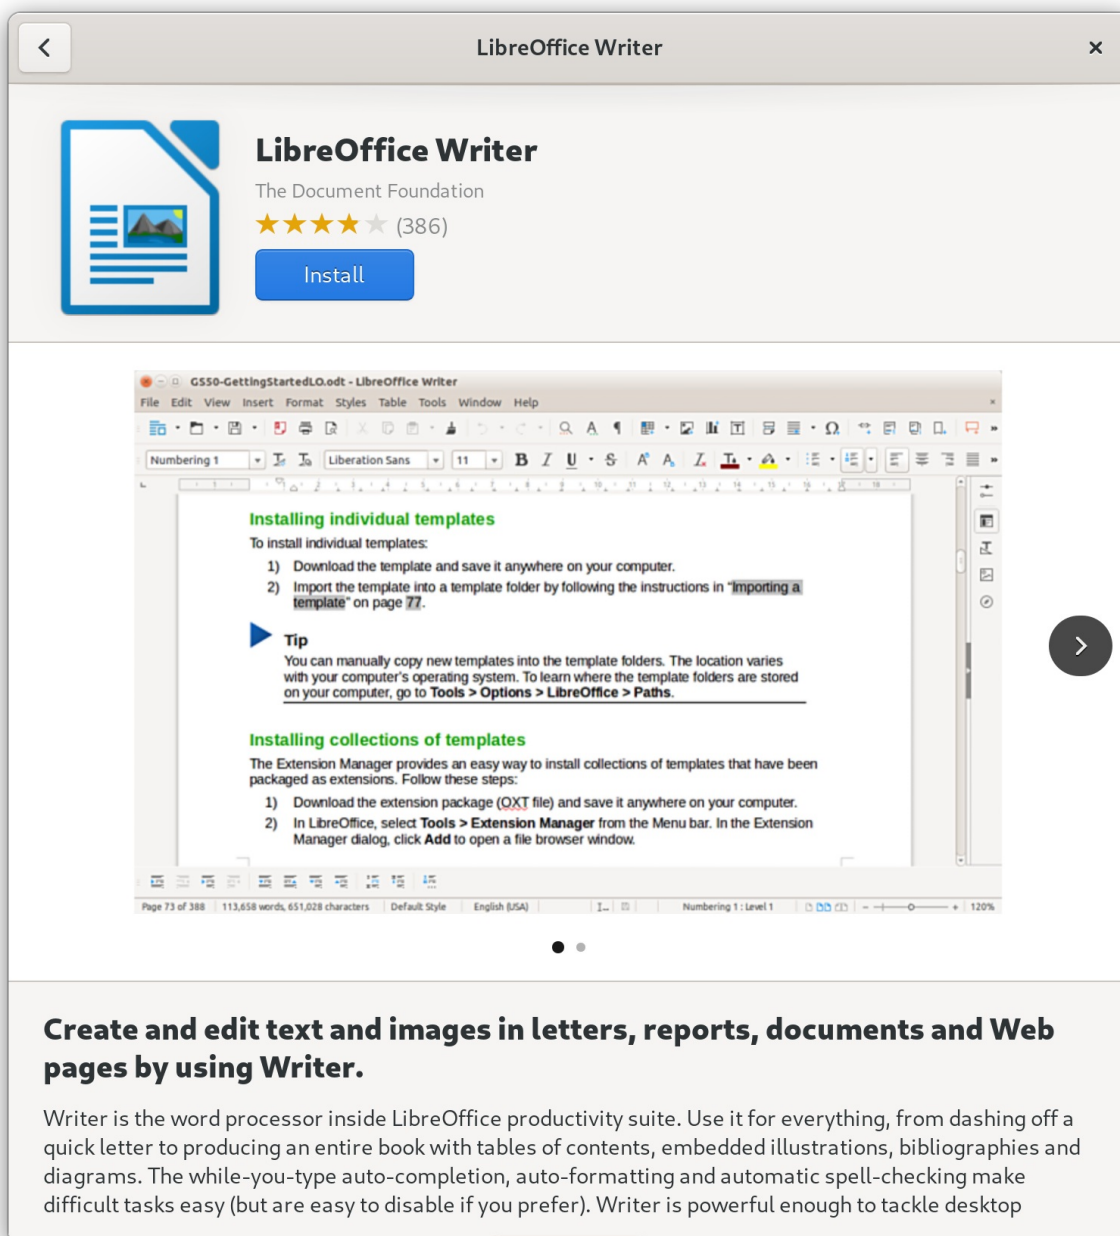 LibreOffice Writer
LibreOffice Writer
The Document Foundation
(386)
Install
GS50-GettingStartedLO.odt - LibreOffice Writer
File Edit View Insert Format Styles Table Tools Window Help
Numbering 1 Liberation Sans 11
Installing individual templates
To install individual templates:
1) Download the template and save it anywhere on your computer.
2) Import the template into a template folder by following the instructions in “Importing a
template” on page 77.
Tip
You can manually copy new templates into the template folders. The location varies
with your computer’s operating system. To learn where the template folders are stored
on your computer, go to Tools > Options > LibreOffice > Paths.
Installing collections of templates
The Extension Manager provides an easy way to install collections of templates that have been
packaged as extensions. Follow these steps:
1) Download the extension package (OXT file) and save it anywhere on your computer.
2) In LibreOffice, select Tools > Extension Manager from the Menu bar. In the Extension
Manager dialog, click Add to open a file browser window.
Page 73 of 388 113,658 words, 651,028 characters Default Style English (USA) Numbering 1 : Level 1 120%
Create and edit text and images in letters, reports, documents and Web
pages by using Writer.
Writer is the word processor inside LibreOffice productivity suite. Use it for everything, from dashing off a
quick letter to producing an entire book with tables of contents, embedded illustrations, bibliographies and
diagrams. The while-you-type auto-completion, auto-formatting and automatic spell-checking make
difficult tasks easy (but are easy to disable if you prefer). Writer is powerful enough to tackle desktop